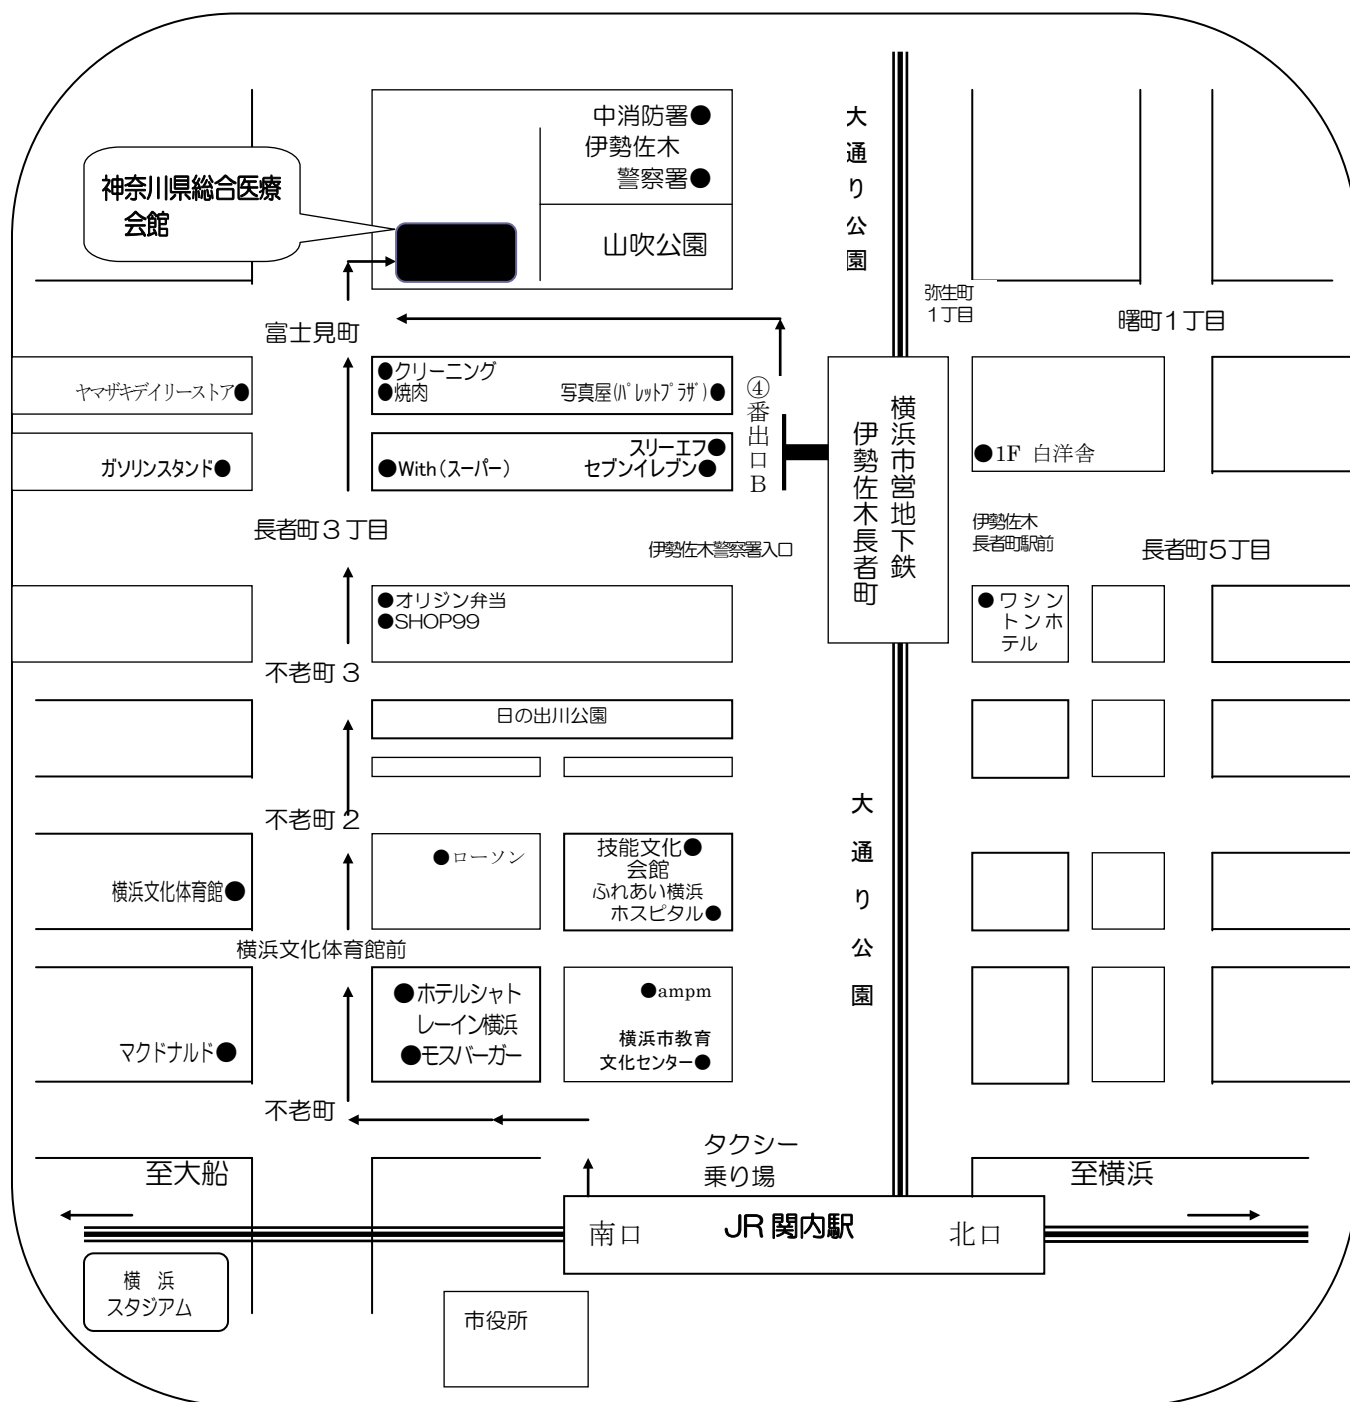 中消防署●
伊勢佐木
警察署●
大通り公園
神奈川県総合医療
会館
山吹公園
弥生町
1丁目
曙町1丁目
富士見町
●クリーニング
●焼肉
写真屋(パレットプラザ)●
ヤマザキデイリーストア●
④番出口B
横浜市営地下鉄
伊勢佐木長者町
スリーエフ●
●With(スーパー)
セブンイレブン●
ガソリンスタンド●
●1F 白洋舎
長者町3丁目
伊勢佐木警察署入口
伊勢佐木
長者町駅前
長者町5丁目
●オリジン弁当
●SHOP99
●ワシン
トンホ
テル
不老町3
日の出川公園
大通り公園
不老町2
●ローソン
技能文化●
会館
ふれあい横浜
ホスピタル●
横浜文化体育館●
横浜文化体育館前
●ホテルシャト
レーイン横浜
●モスバーガー
●ampm
横浜市教育
文化センター●
マクドナルド●
不老町
タクシー
乗り場
至大船
至横浜
南口
JR関内駅
北口
横 浜
スタジアム
市役所